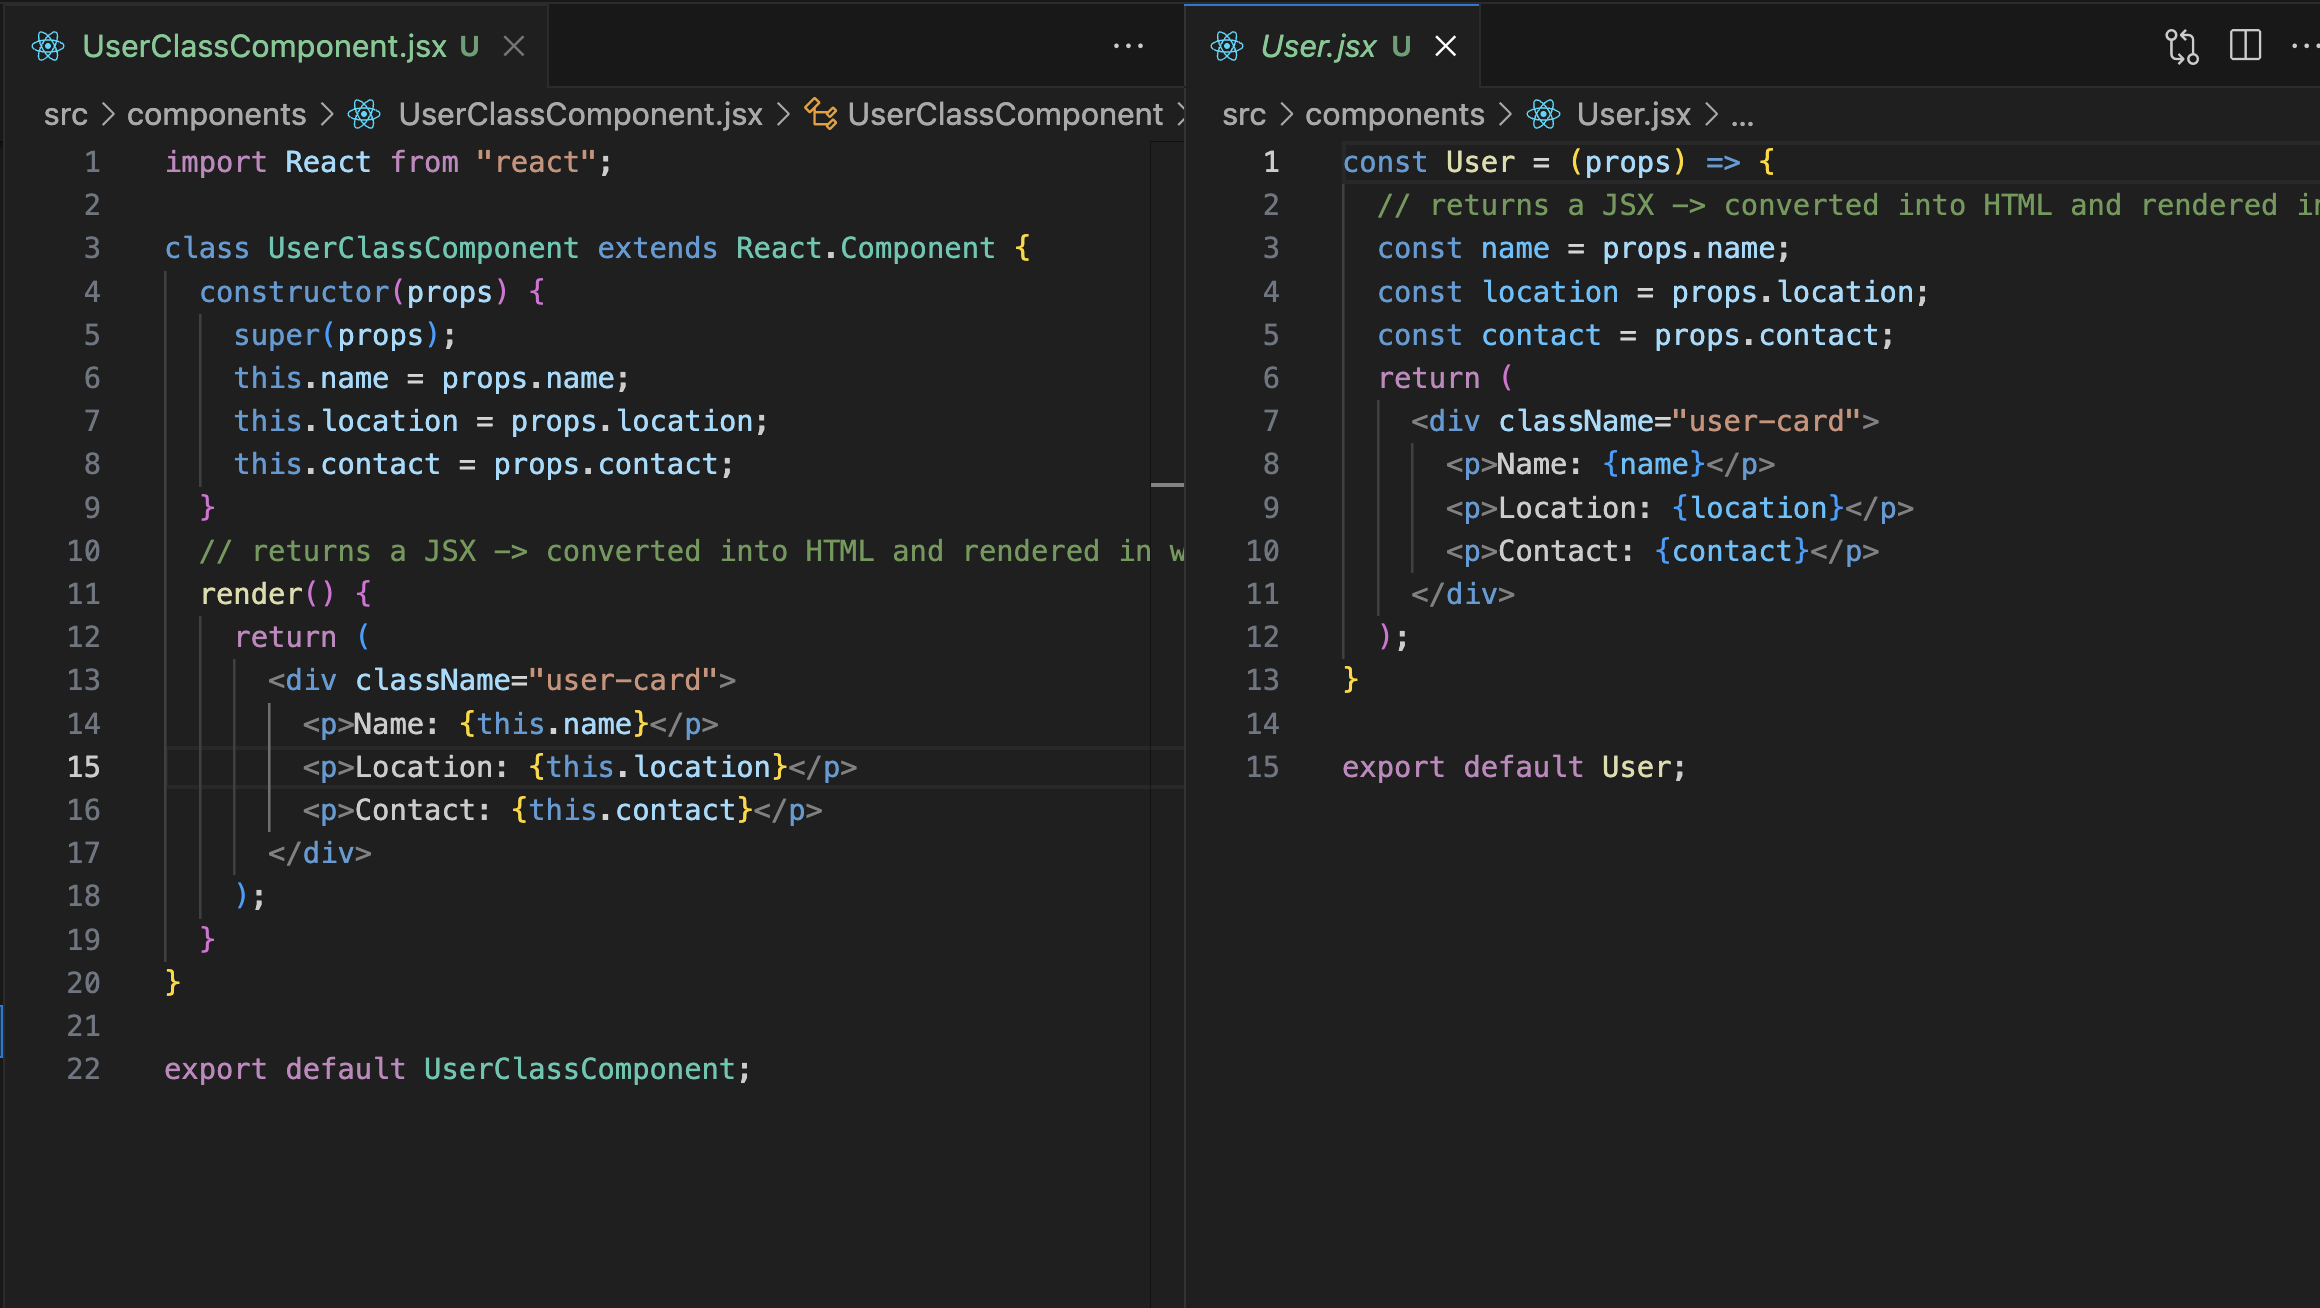 UserClassComponent.jsx U
src > components > UserClassComponent.jsx > UserClassComponent >
1 import React from "react";
2
3 class UserClassComponent extends React.Component {
4   constructor(props) {
5     super(props);
6     this.name = props.name;
7     this.location = props.location;
8     this.contact = props.contact;
9   }
10   // returns a JSX -> converted into HTML and rendered in w
11   render() {
12     return (
13       <div className="user-card">
14         <p>Name: {this.name}</p>
15         <p>Location: {this.location}</p>
16         <p>Contact: {this.contact}</p>
17       </div>
18     );
19   }
20 }
21
22 export default UserClassComponent;
User.jsx U
src > components > User.jsx > ...
1 const User = (props) => {
2   // returns a JSX -> converted into HTML and rendered in
3   const name = props.name;
4   const location = props.location;
5   const contact = props.contact;
6   return (
7     <div className="user-card">
8       <p>Name: {name}</p>
9       <p>Location: {location}</p>
10       <p>Contact: {contact}</p>
11     </div>
12   );
13 }
14
15 export default User;